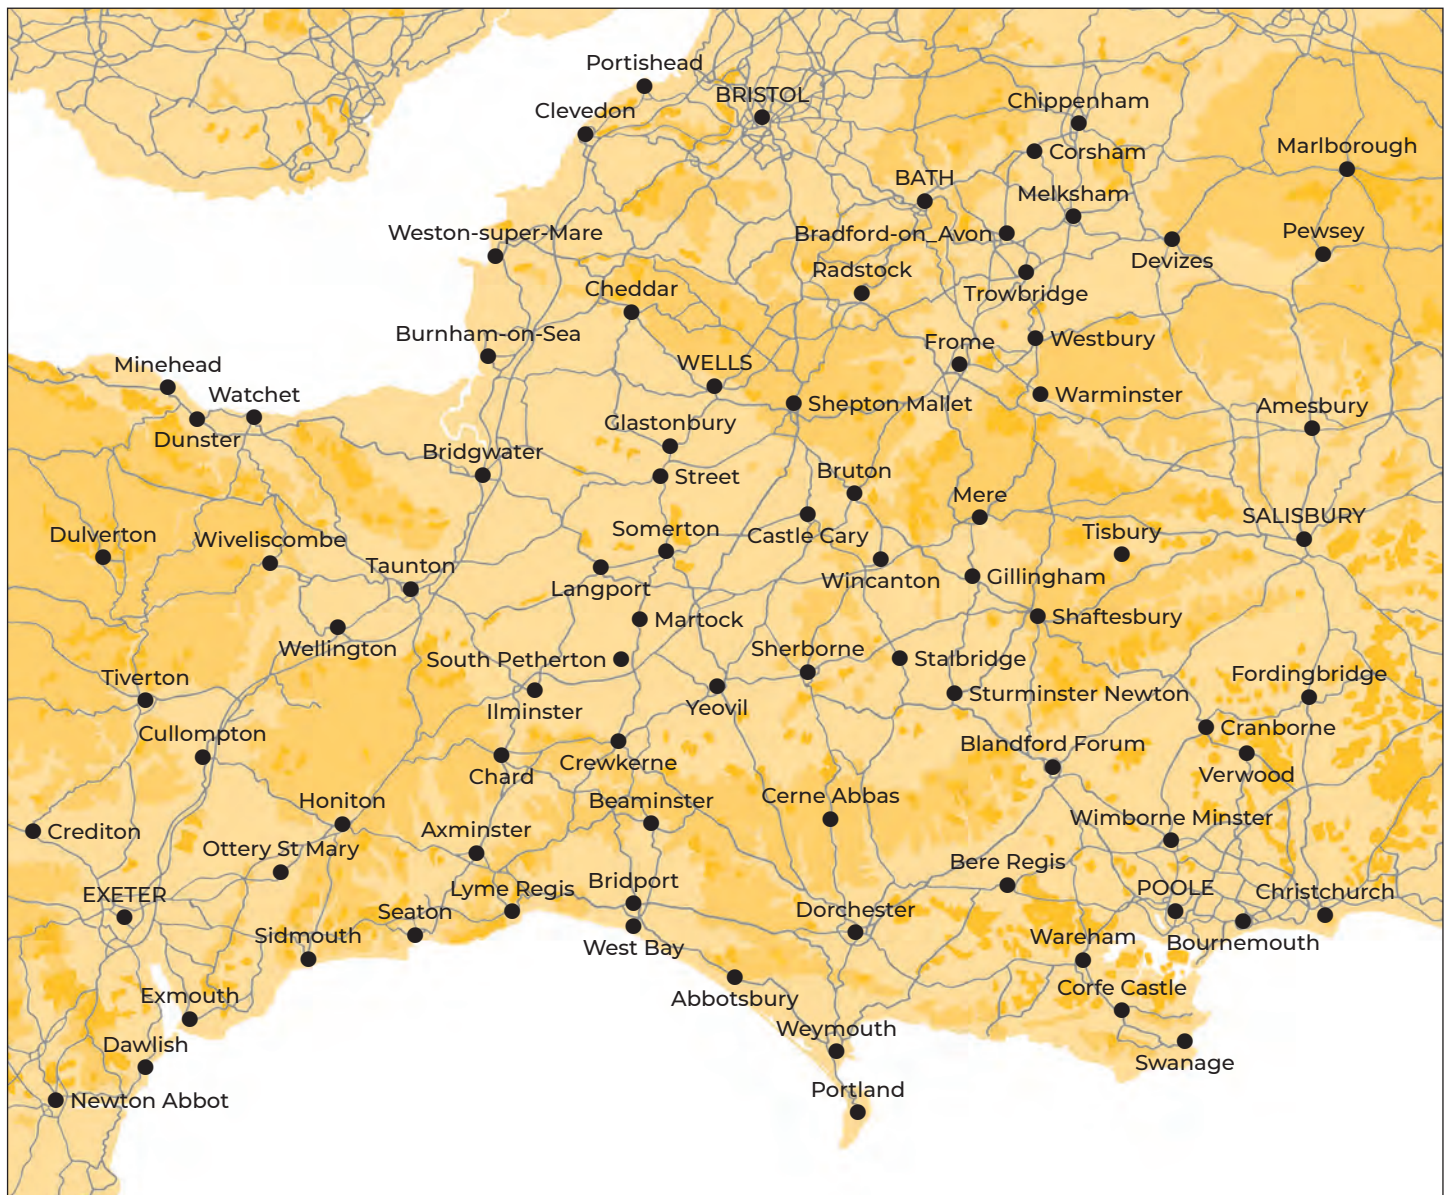 Portishead
BRISTOL
Chippenham
Clevedon
Corsham
Marlborough
BATH
Melksham
Weston-super-Mare
Bradford-on_Avon
Pewsey
Devizes
Radstock
Cheddar
Trowbridge
Burnham-on-Sea
Frome
Westbury
Minehead
WELLS
Watchet
Shepton Mallet
Warminster
Amesbury
Dunster
Glastonbury
Bridgwater
Street
Bruton
Mere
SALISBURY
Dulverton
Wiveliscombe
Somerton
Castle Cary
Tisbury
Taunton
Langport
Wincanton
Gillingham
Martock
Shaftesbury
Wellington
South Petherton
Sherborne
Stalbridge
Tiverton
Fordingbridge
Sturminster Newton
Ilminster
Yeovil
Cullompton
Cranborne
Blandford Forum
Crewkerne
Chard
Verwood
Honiton
Beaminster
Cerne Abbas
Wimborne Minster
Crediton
Axminster
Ottery St Mary
Bere Regis
EXETER
Lyme Regis
Bridport
POOLE
Christchurch
Seaton
Dorchester
Sidmouth
West Bay
Wareham
Bournemouth
Corfe Castle
Exmouth
Abbotsbury
Weymouth
Dawlish
Swanage
Portland
Newton Abbot